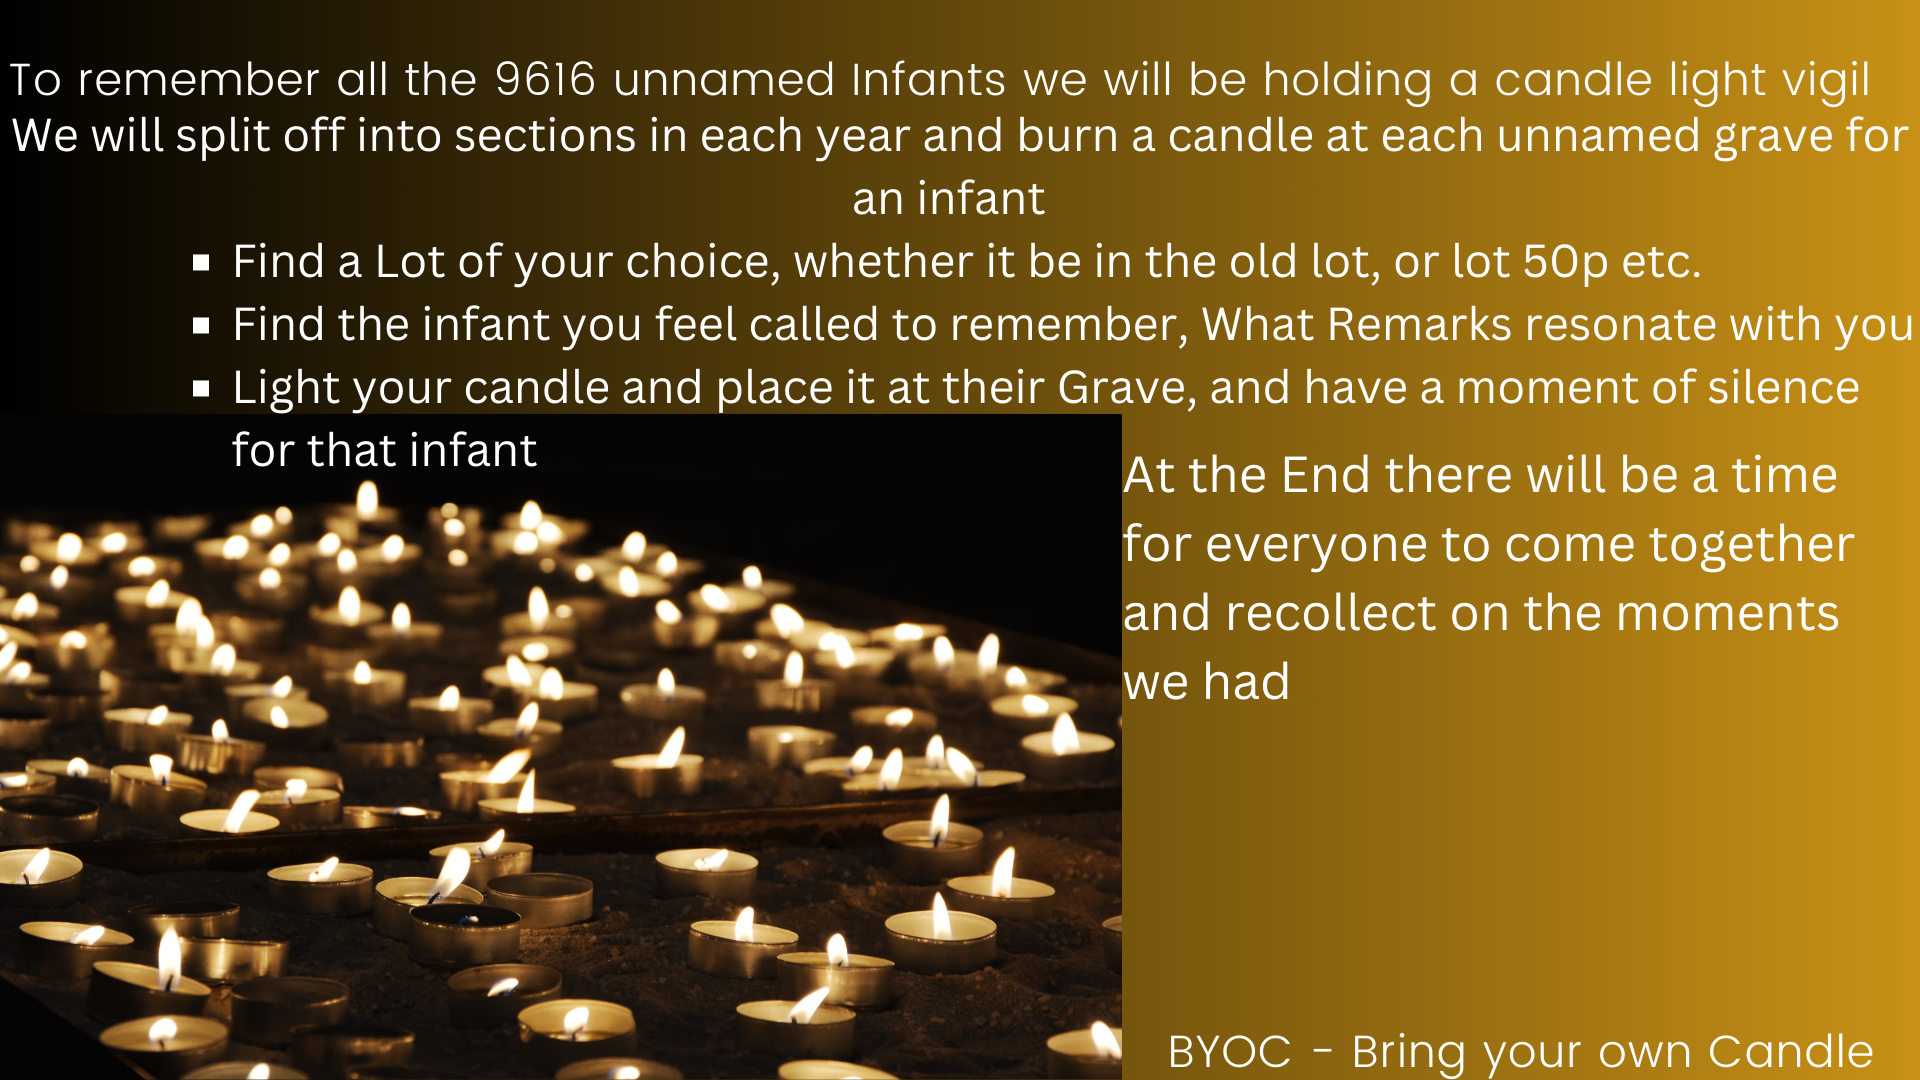 To remember all the 9616 unnamed Infants we will be holding a candle light vigil
We will split off into sections in each year and burn a candle at each unnamed grave for
an infant
▪ Find a Lot of your choice, whether it be in the old lot, or lot 50p etc.
▪ Find the infant you feel called to remember, What Remarks resonate with you
▪ Light your candle and place it at their Grave, and have a moment of silence
for that infant
At the End there will be a time
for everyone to come together
and recollect on the moments
we had
BYOC - Bring your own Candle